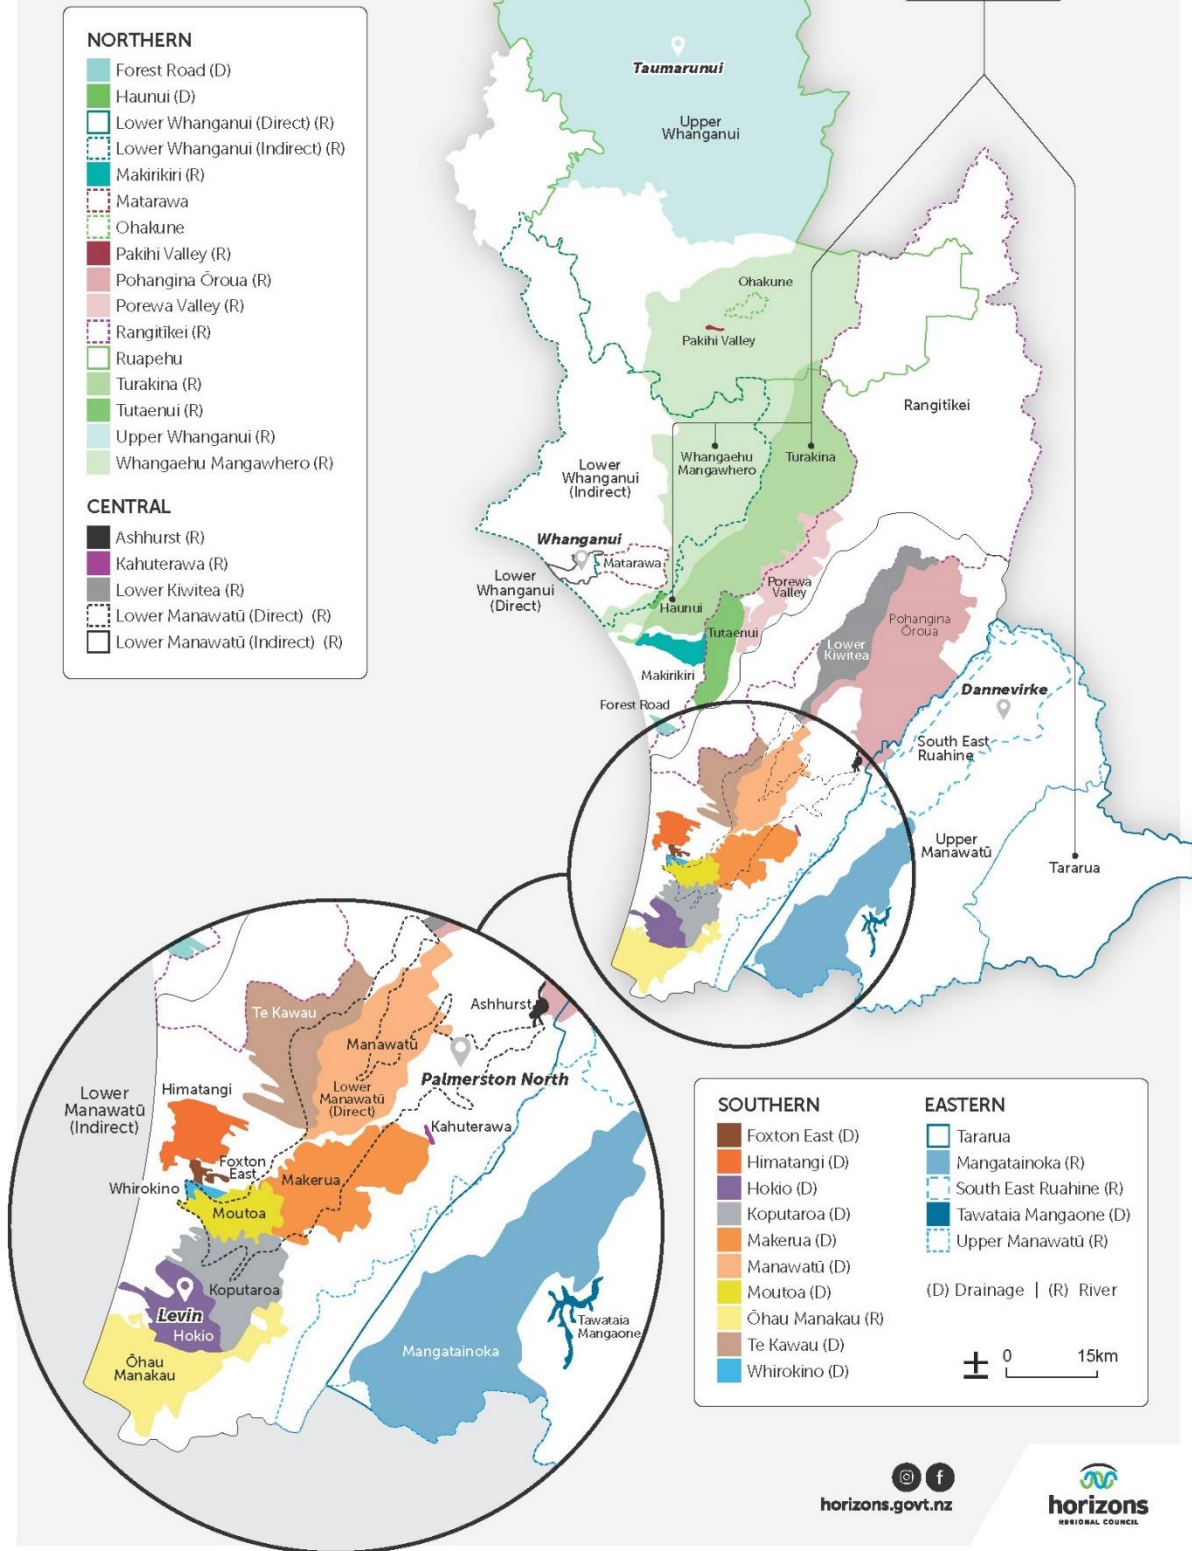 NORTHERN
Forest Road (D)
Haunui (D)
Lower Whanganui (Direct) (R)
Lower Whanganui (Indirect) (R)
Makirikiri (R)
Matarawa
Ohakune
Pakihi Valley (R)
Pohangina Ōroua (R)
Porewa Valley (R)
Rangitīkei (R)
Ruapehu
Turakina (R)
Tutaenui (R)
Upper Whanganui (R)
Whangaehu Mangawhero (R)
CENTRAL
Ashhurst (R)
Kahuterawa (R)
Lower Kiwitea (R)
Lower Manawatū (Direct) (R)
Lower Manawatū (Indirect) (R)
Taumarunui
Upper
Whanganui
Ohakune
Pakihi Valley
Rangitīkei
Whangaehu
Mangawhero
Turakina
Lower
Whanganui
(Indirect)
Whanganui
Matarawa
Lower
Whanganui
(Direct)
Porewa
Valley
Haunui
Tutaenui
Pohangina
Ōroua
Lower
Kiwitea
Makirikiri
Forest Road
Dannevirke
South East
Ruahine
Upper
Manawatū
Tararua
Te Kawau
Ashhurst
Manawatū
Palmerston North
Lower
Manawatū
(Indirect)
Himatangi
Lower
Manawatū
(Direct)
Kahuterawa
Foxton
East
Whirokino
Makerua
Moutoa
Koputaroa
Levin
Hokio
Ōhau
Manakau
Mangatainoka
Tawataia
Mangaone
SOUTHERN
Foxton East (D)
Himatangi (D)
Hokio (D)
Koputaroa (D)
Makerua (D)
Manawatū (D)
Moutoa (D)
Ōhau Manakau (R)
Te Kawau (D)
Whirokino (D)
EASTERN
Tararua
Mangatainoka (R)
South East Ruahine (R)
Tawataia Mangaone (D)
Upper Manawatū (R)
(D) Drainage | (R) River
0 15km
horizons.govt.nz
horizons
REGIONAL COUNCIL